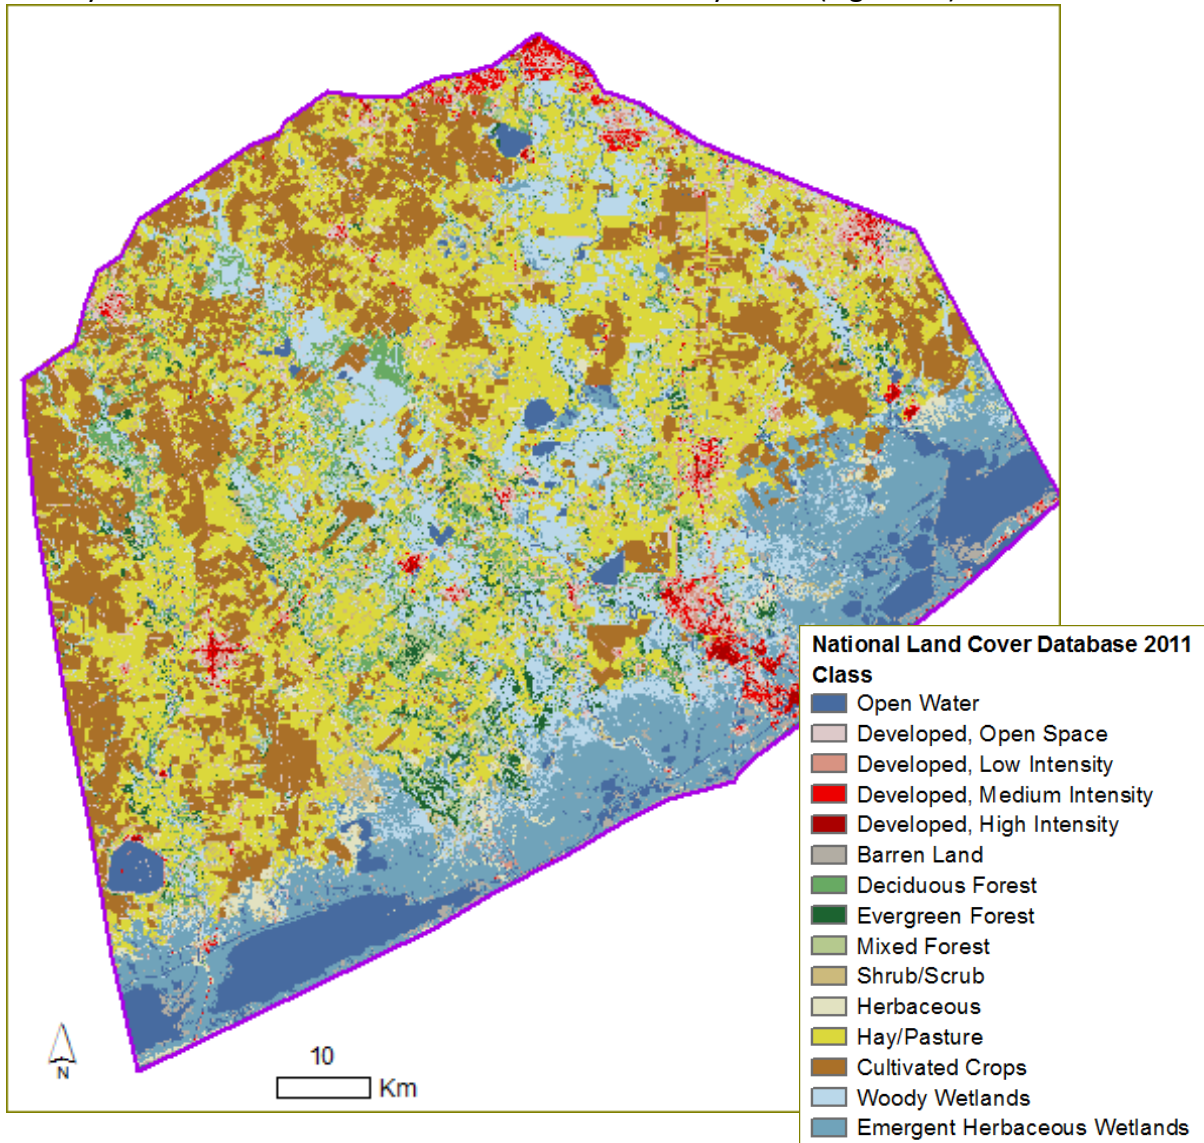 National Land Cover Database 2011
Class
Open Water
Developed, Open Space
Developed, Low Intensity
Developed, Medium Intensity
Developed, High Intensity
Barren Land
Deciduous Forest
Evergreen Forest
Mixed Forest
Shrub/Scrub
Herbaceous
Hay/Pasture
Cultivated Crops
Woody Wetlands
Emergent Herbaceous Wetlands
N
10
Km